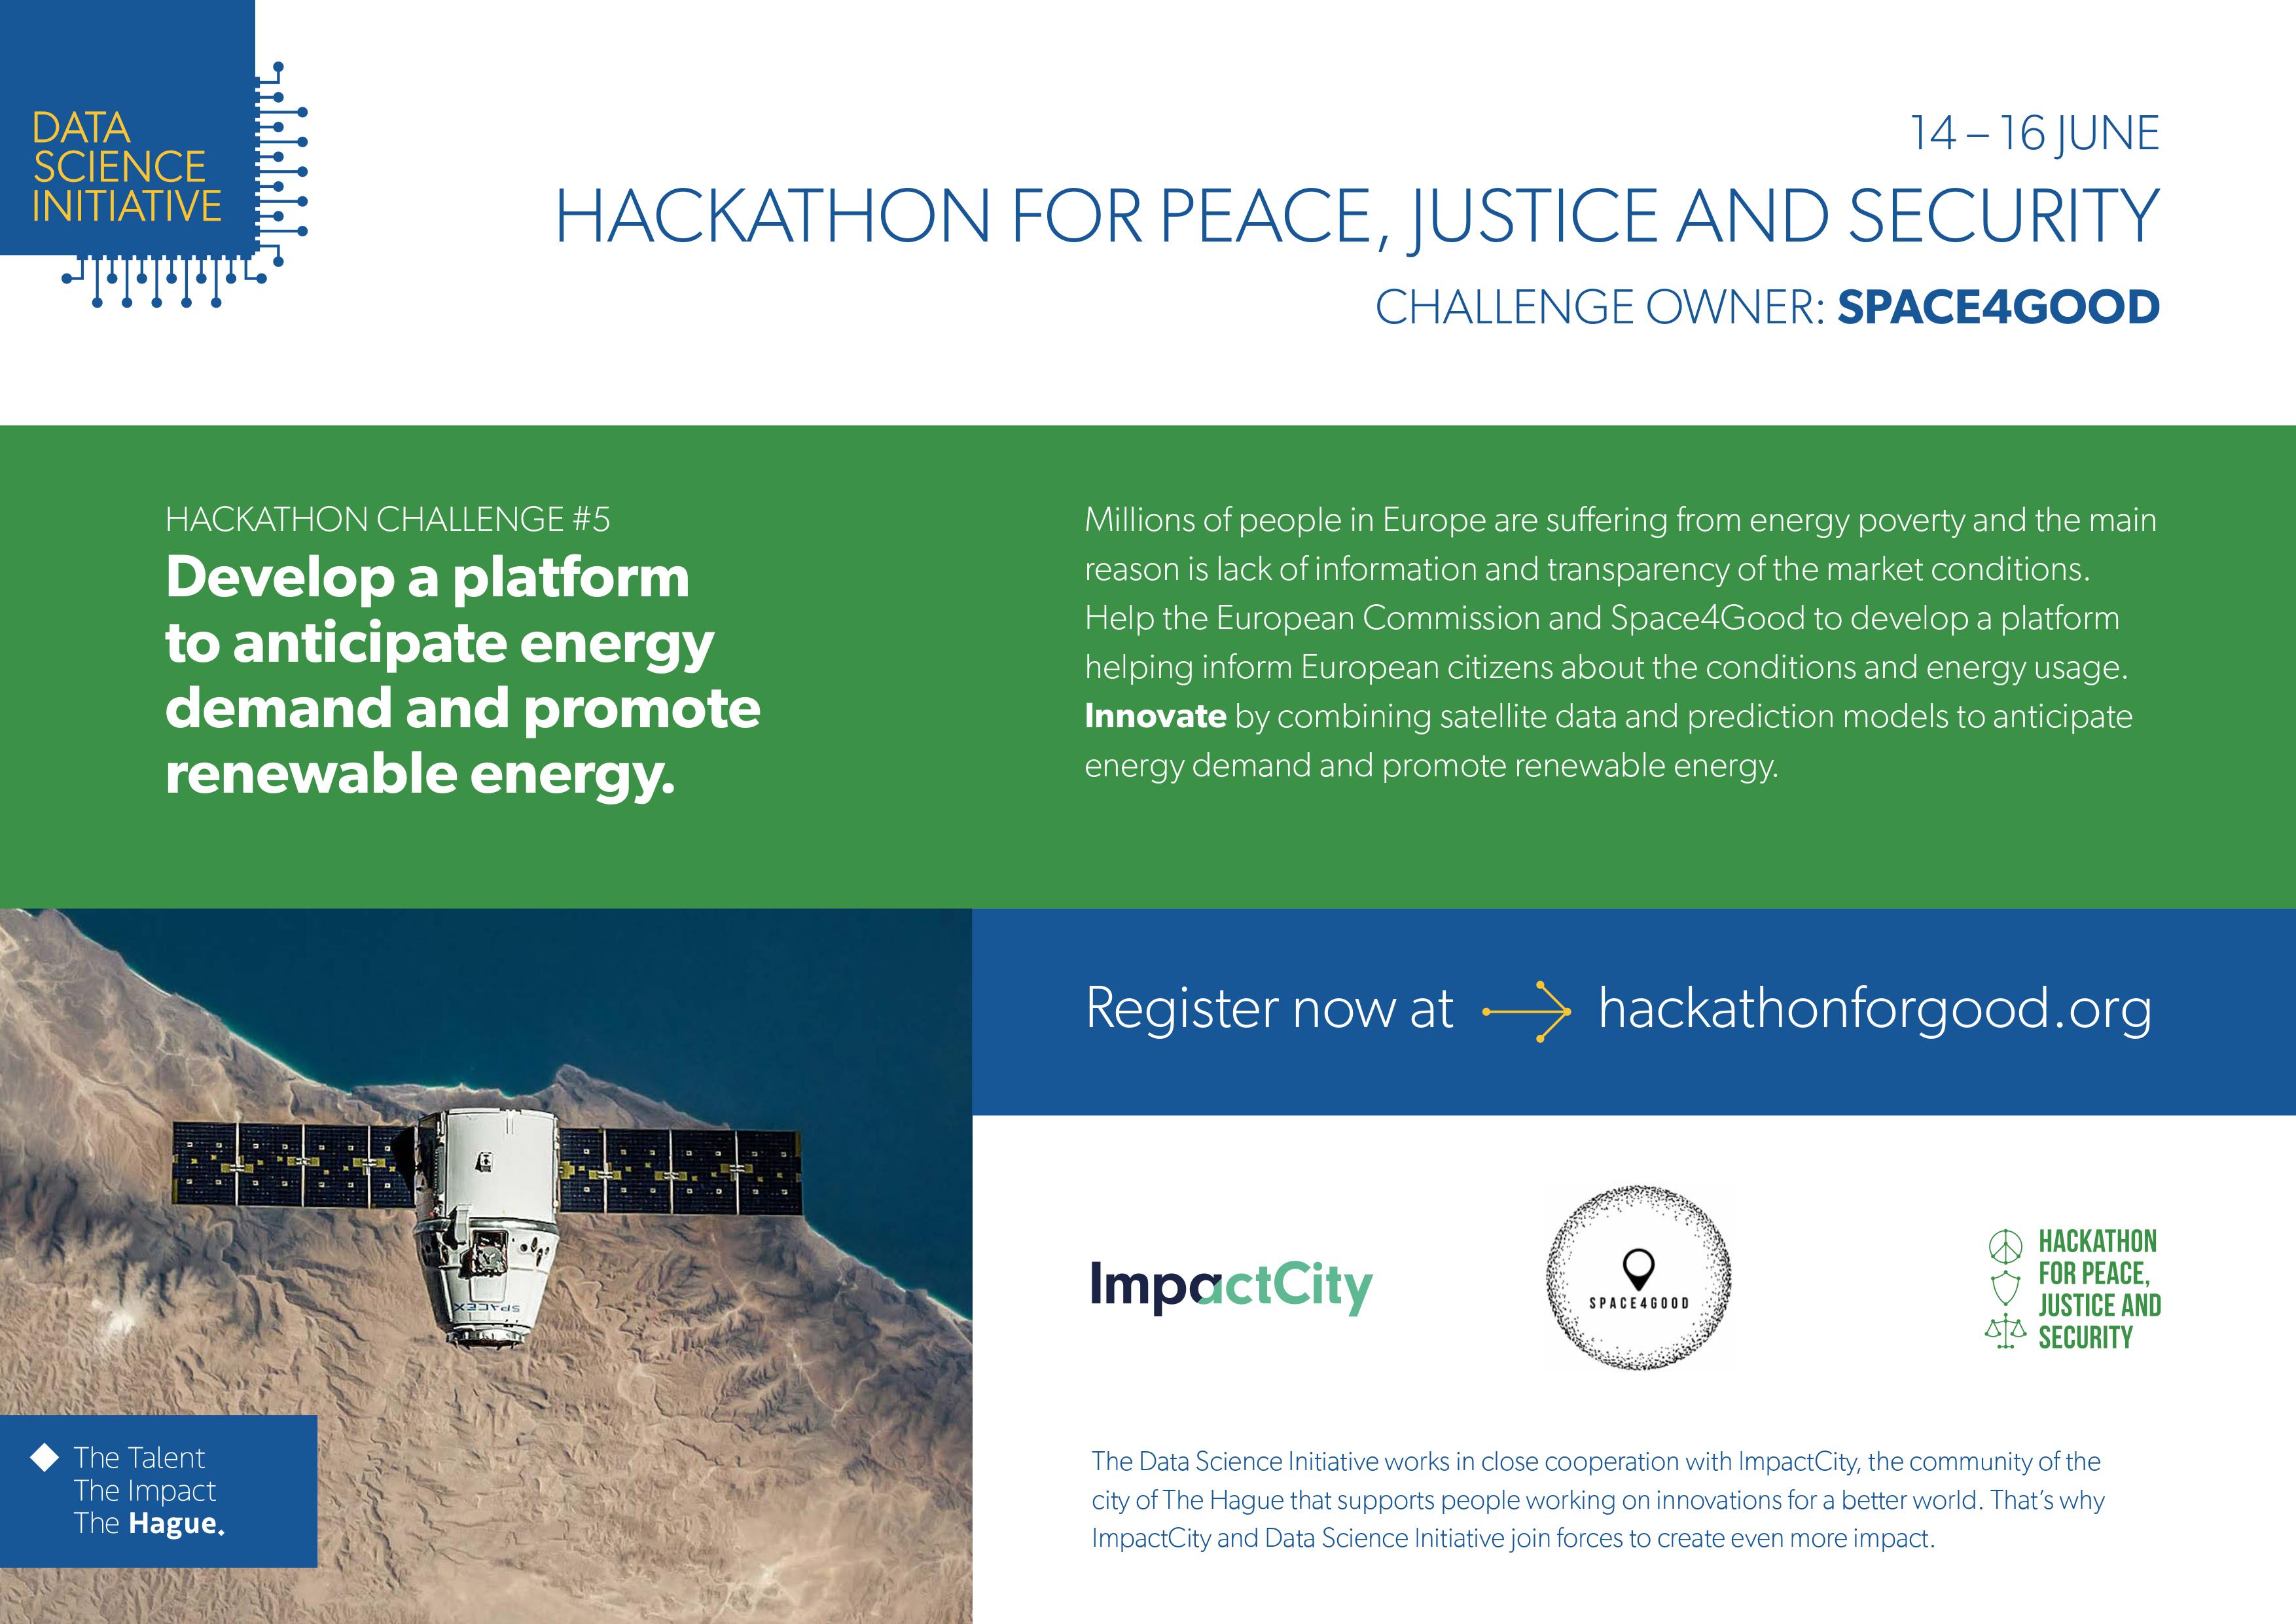 DATA
SCIENCE
INITIATIVE
14 – 16 JUNE
HACKATHON FOR PEACE, JUSTICE AND SECURITY
CHALLENGE OWNER: SPACE4GOOD
HACKATHON CHALLENGE #5
Develop a platform
to anticipate energy
demand and promote
renewable energy.
Millions of people in Europe are suffering from energy poverty and the main
reason is lack of information and transparency of the market conditions.
Help the European Commission and Space4Good to develop a platform
helping inform European citizens about the conditions and energy usage.
Innovate by combining satellite data and prediction models to anticipate
energy demand and promote renewable energy.
Register now at hackathonforgood.org
SPACEX
ImpactCity
SPACE4GOOD
HACKATHON
FOR PEACE,
JUSTICE AND
SECURITY
The Talent
The Impact
The Hague.
The Data Science Initiative works in close cooperation with ImpactCity, the community of the
city of The Hague that supports people working on innovations for a better world. That’s why
ImpactCity and Data Science Initiative join forces to create even more impact.